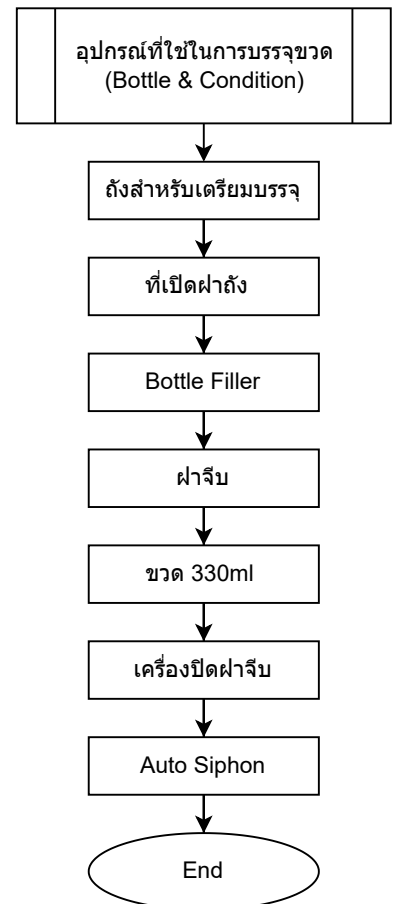 อุปกรณ์ที่ใช้ในการบรรจุขวด
(Bottle & Condition)
ถังสำหรับเตรียมบรรจุ
ที่เปิดฝาถัง
Bottle Filler
ฝาจีบ
ขวด 330ml
เครื่องปิดฝาจีบ
Auto Siphon
End